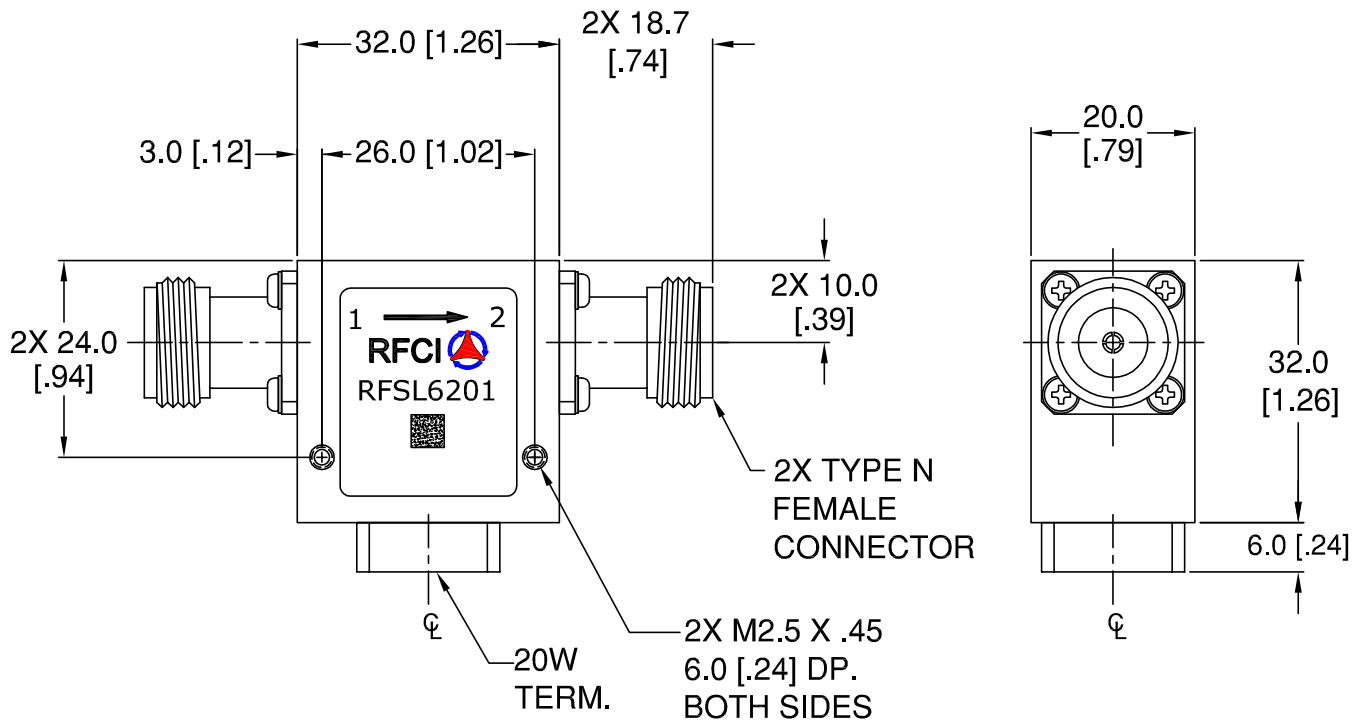 32.0 [1.26]
2X 18.7
[.74]
3.0 [.12]
26.0 [1.02]
20.0
[.79]
2X 24.0
[.94]
2X 10.0
[.39]
1 2
RFCI
RFSL6201
32.0
[1.26]
2X TYPE N
FEMALE
CONNECTOR
6.0 [.24]
℄
℄
20W
TERM.
2X M2.5 X .45
6.0 [.24] DP.
BOTH SIDES